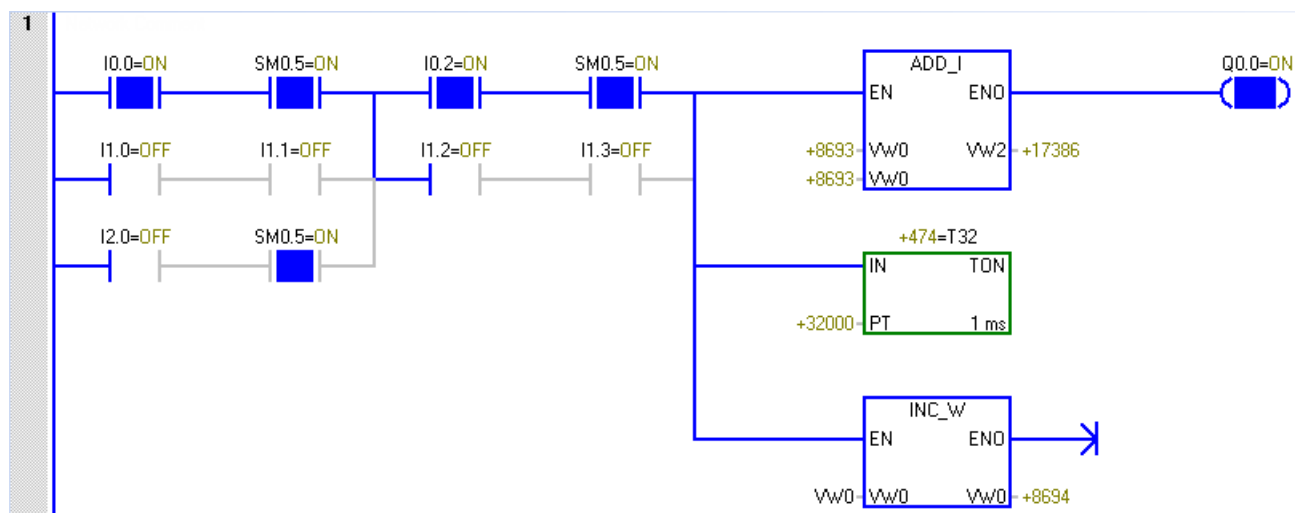 1
I0.0=ON SM0.5=ON I0.2=ON SM0.5=ON ADD_I Q0.0=ON
EN ENO
I1.0=OFF I1.1=OFF I1.2=OFF I1.3=OFF +8693 VW0 VW2 +17386
+8693 VW0
I2.0=OFF SM0.5=ON +474=T32
IN TON
+32000 PT 1 ms
INC_W
EN ENO
VW0 VW0 VW0 +8694